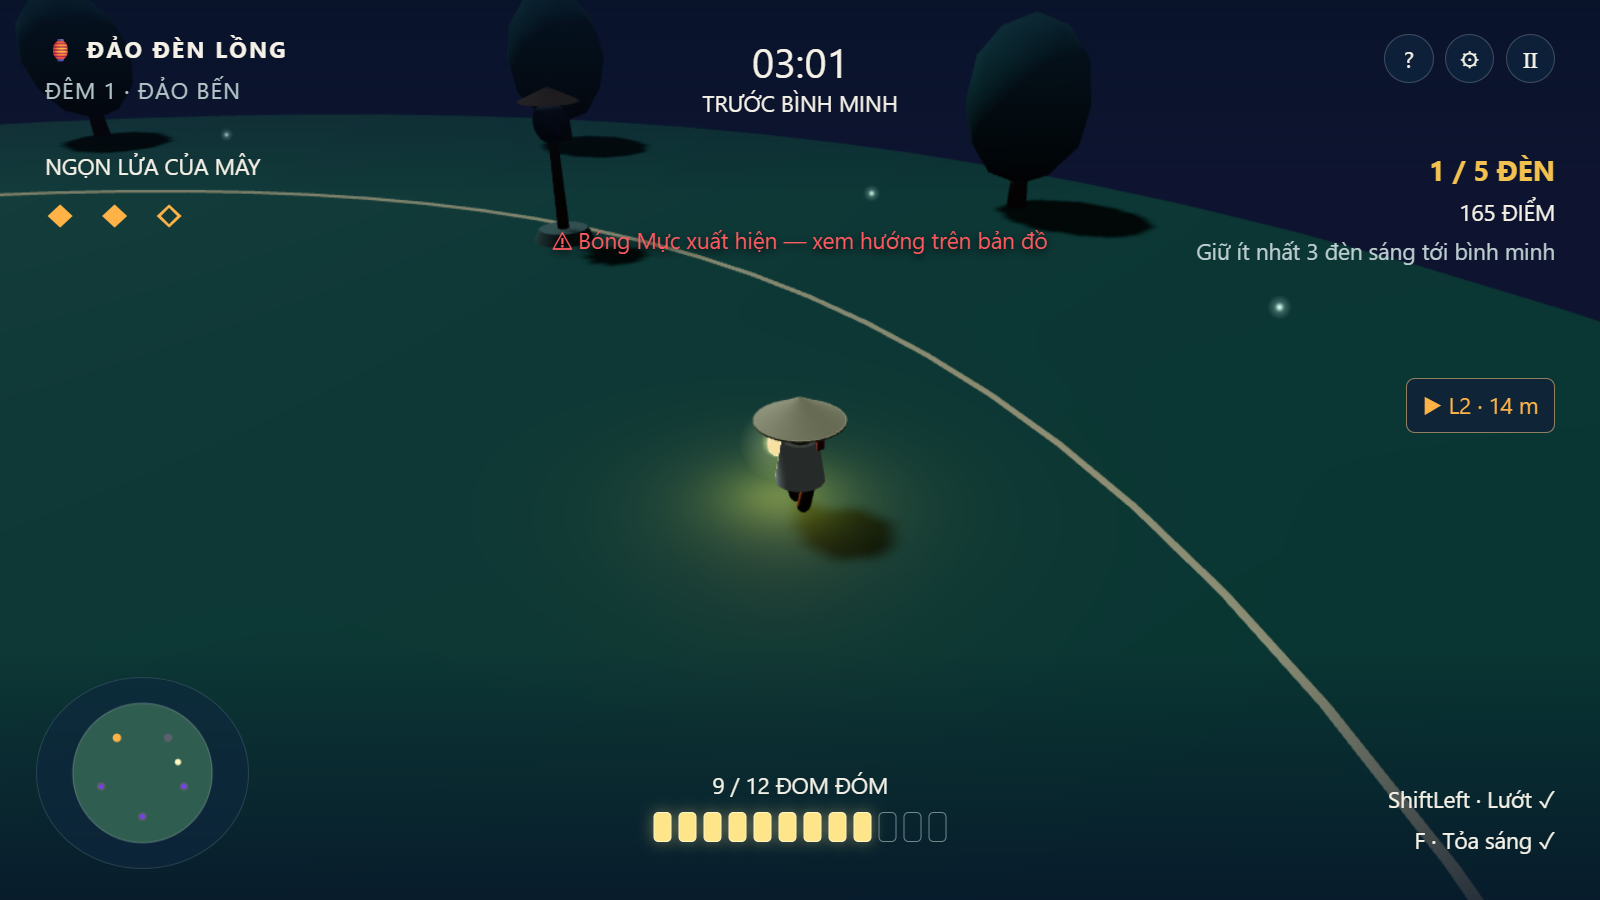 ĐẢO ĐÈN LỒNG
ĐÊM 1 · ĐẢO BẾN
NGỌN LỬA CỦA MÂY
03:01
TRƯỚC BÌNH MINH
? ⚙ II
⚠ Bóng Mực xuất hiện — xem hướng trên bản đồ
1 / 5 ĐÈN
165 ĐIỂM
Giữ ít nhất 3 đèn sáng tới bình minh
▶ L2 · 14 m
9 / 12 ĐOM ĐÓM
ShiftLeft · Lướt ✓
F · Tỏa sáng ✓